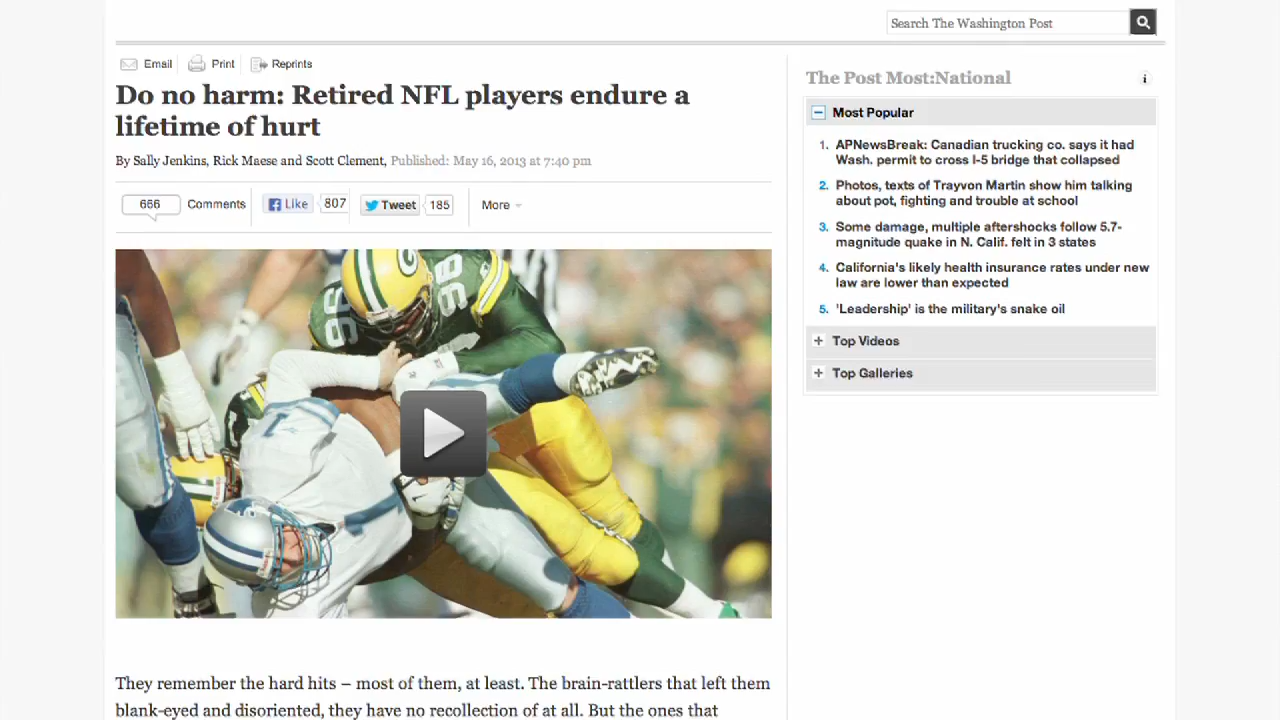 Search The Washington Post
Email
Print
Reprints
Do no harm: Retired NFL players endure a
lifetime of hurt
By Sally Jenkins, Rick Maese and Scott Clement, Published: May 16, 2013 at 7:40 pm
666
Comments
Like
807
Tweet
185
More
G
98
96
They remember the hard hits – most of them, at least. The brain-rattlers that left them
blank-eyed and disoriented, they have no recollection of at all. But the ones that
The Post Most:National
i
Most Popular
1. APNewsBreak: Canadian trucking co. says it had
Wash. permit to cross I-5 bridge that collapsed
2. Photos, texts of Trayvon Martin show him talking
about pot, fighting and trouble at school
3. Some damage, multiple aftershocks follow 5.7-
magnitude quake in N. Calif. felt in 3 states
4. California's likely health insurance rates under new
law are lower than expected
5. 'Leadership' is the military's snake oil
Top Videos
Top Galleries